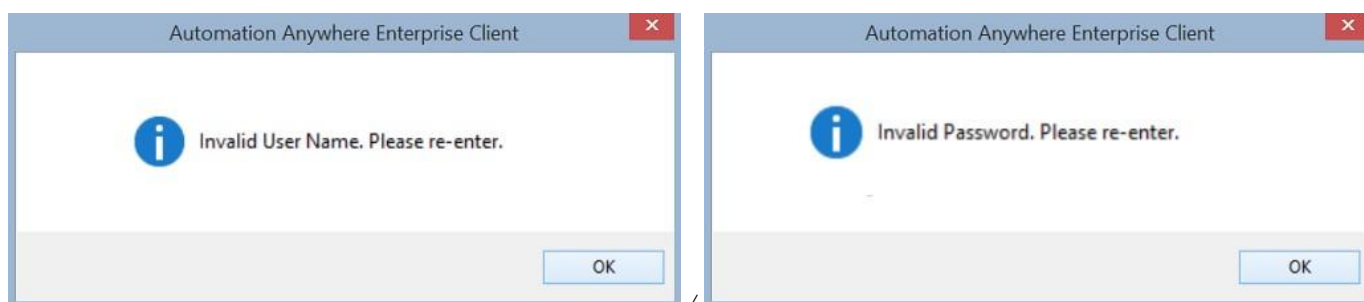 Automation Anywhere Enterprise Client
Invalid User Name. Please re-enter.
OK
/
Automation Anywhere Enterprise Client
Invalid Password. Please re-enter.
OK